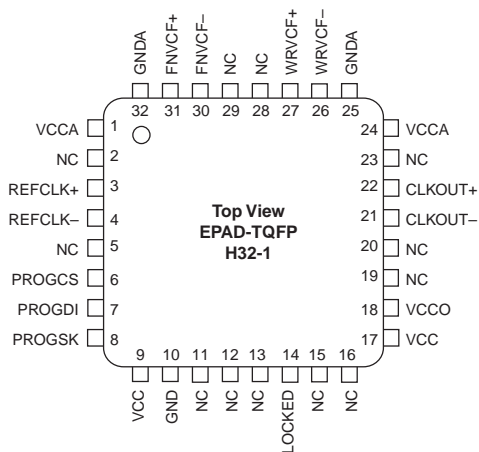 GNDA
FNVCF+
FNVCF–
NC
NC
WRVCF+
WRVCF–
GNDA
32 31 30 29 28 27 26 25
VCCA 1 24 VCCA
NC 2 23 NC
REFCLK+ 3 22 CLKOUT+
REFCLK– 4 21 CLKOUT–
NC 5 20 NC
PROGCS 6 19 NC
PROGDI 7 18 VCCO
PROGSK 8 17 VCC
Top View
EPAD-TQFP
H32-1
9 10 11 12 13 14 15 16
VCC
GND
NC
NC
NC
LOCKED
NC
NC